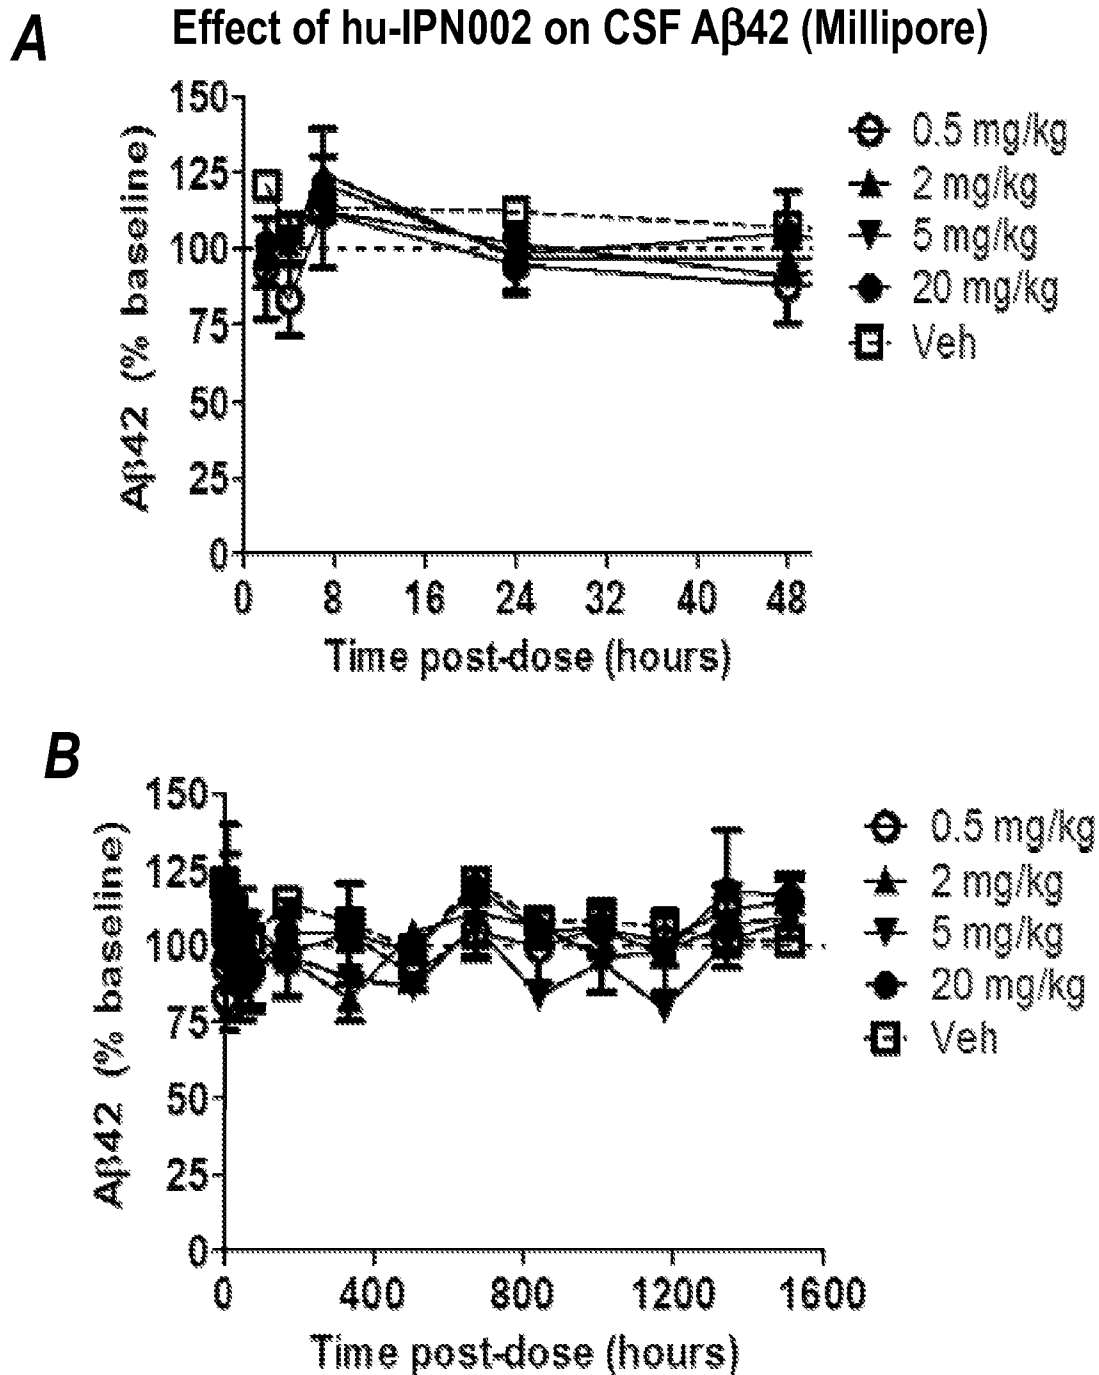 A
Effect of hu-IPN002 on CSF Aβ42 (Millipore)
150
125
100
75
50
25
0
Aβ42 (% baseline)
0 8 16 24 32 40 48
Time post-dose (hours)
0.5 mg/kg
2 mg/kg
5 mg/kg
20 mg/kg
Veh
B
150
125
100
75
50
25
0
Aβ42 (% baseline)
0 400 800 1200 1600
Time post-dose (hours)
0.5 mg/kg
2 mg/kg
5 mg/kg
20 mg/kg
Veh